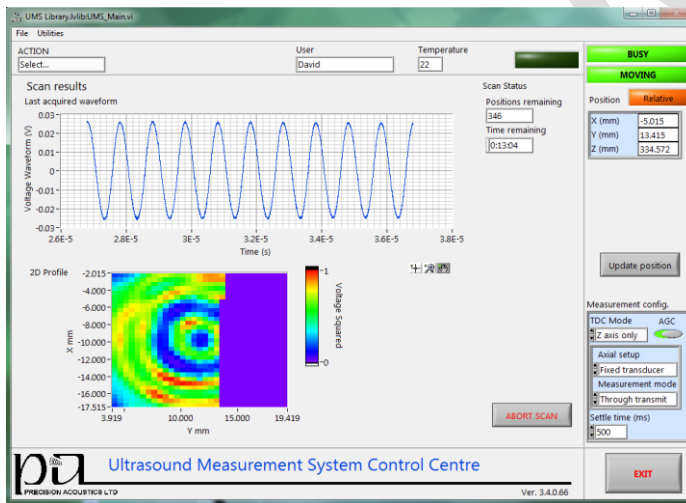 UMS Library.lvlib:UMS_Main.vi
File Utilities
ACTION
Select...
User
David
Temperature
22
BUSY
MOVING
Position Relative
X (mm) -5.015
Y (mm) 13.415
Z (mm) 334.572
Scan results
Last acquired waveform
Scan Status
Positions remaining
346
Time remaining
0:13:04
Voltage Waveform (V)
0.03
0.02
0.01
0
-0.01
-0.02
-0.03
2.6E-5 2.8E-5 3E-5 3.2E-5 3.4E-5 3.6E-5 3.8E-5
Time (s)
2D Profile
X mm
-2.015
-4.000
-6.000
-8.000
-10.000
-12.000
-14.000
-16.000
-17.515
3.919 10.000 15.000 19.419
Y mm
1
0
Voltage Squared
Update position
Measurement config.
TDC Mode AGC
Z axis only
Axial setup
Fixed transducer
Measurement mode
Through transmit
Settle time (ms)
500
ABORT SCAN
PRECISION ACOUSTICS LTD
Ultrasound Measurement System Control Centre
Ver. 3.4.0.66
EXIT